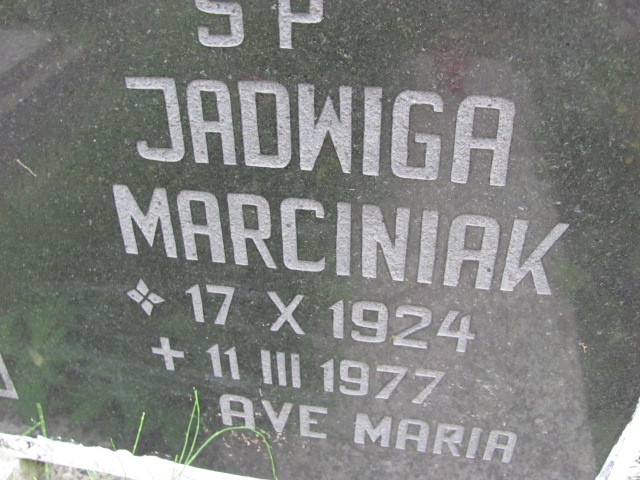 SP
JADWIGA
MARCINIAK
17 X 1924
+ 11 III 1977
AVE MARIA